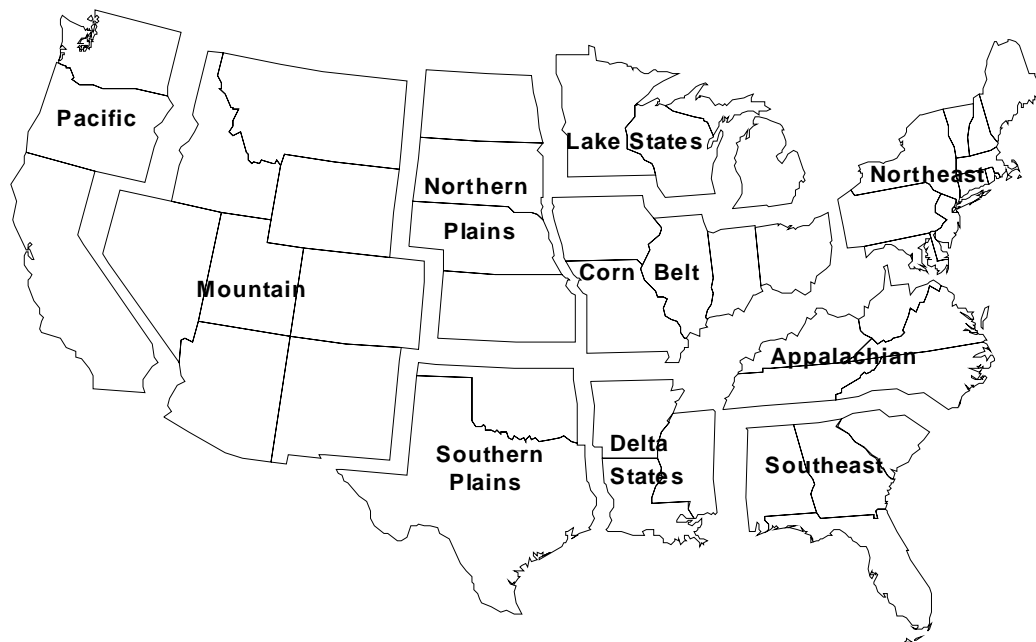 Pacific
Lake States
Northeast
Northern
Plains
Corn Belt
Mountain
Appalachian
Delta
States
Southern
Plains
Southeast